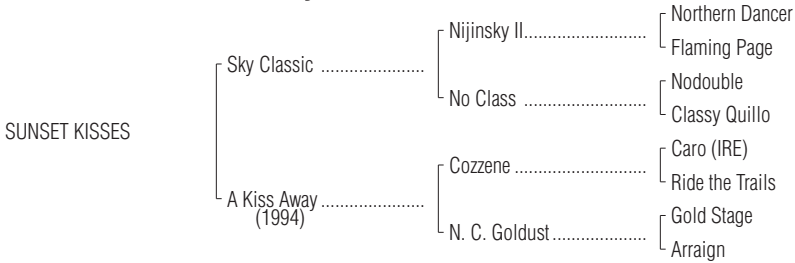 Northern Dancer
Nijinsky II..........................
Flaming Page
Sky Classic ......................
Nodouble
No Class ..........................
Classy Quillo
SUNSET KISSES
Caro (IRE)
Cozzene ............................
Ride the Trails
A Kiss Away ......................
(1994)
Gold Stage
N. C. Goldust ....................
Arraign